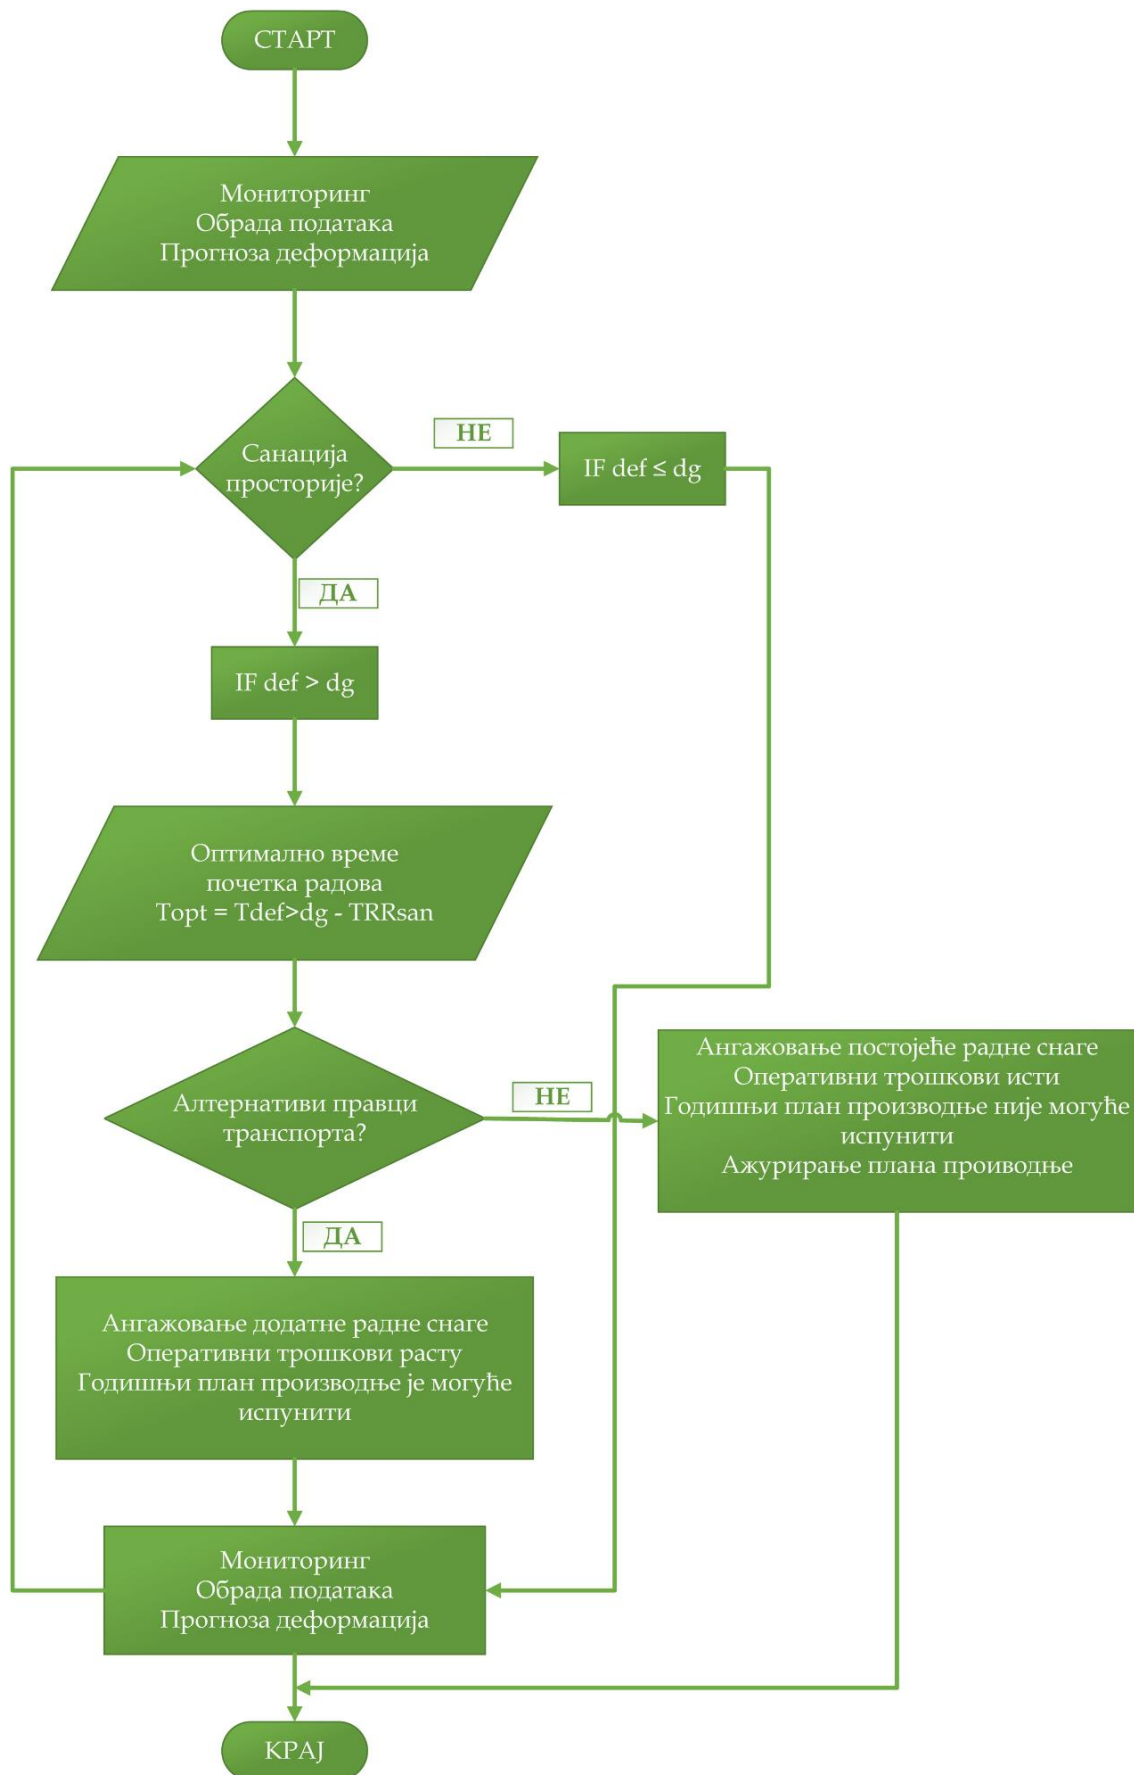 СТАРТ
Мониторинг
Обрада података
Прогноза деформација
Санација
просторије?
НЕ
IF def ≤ dg
ДА
IF def > dg
Оптимално време
почетка радова
Topt = Tdef>dg - TRRsan
Алтернативи правци
транспорта?
НЕ
Ангажовање постојеће радне снаге
Оперативни трошкови исти
Годишњи план производње није могуће
испунити
Ажурирање плана проиводње
ДА
Ангажовање додатне радне снаге
Оперативни трошкови расту
Годишњи план производње је могуће
испунити
Мониторинг
Обрада података
Прогноза деформација
КРАЈ